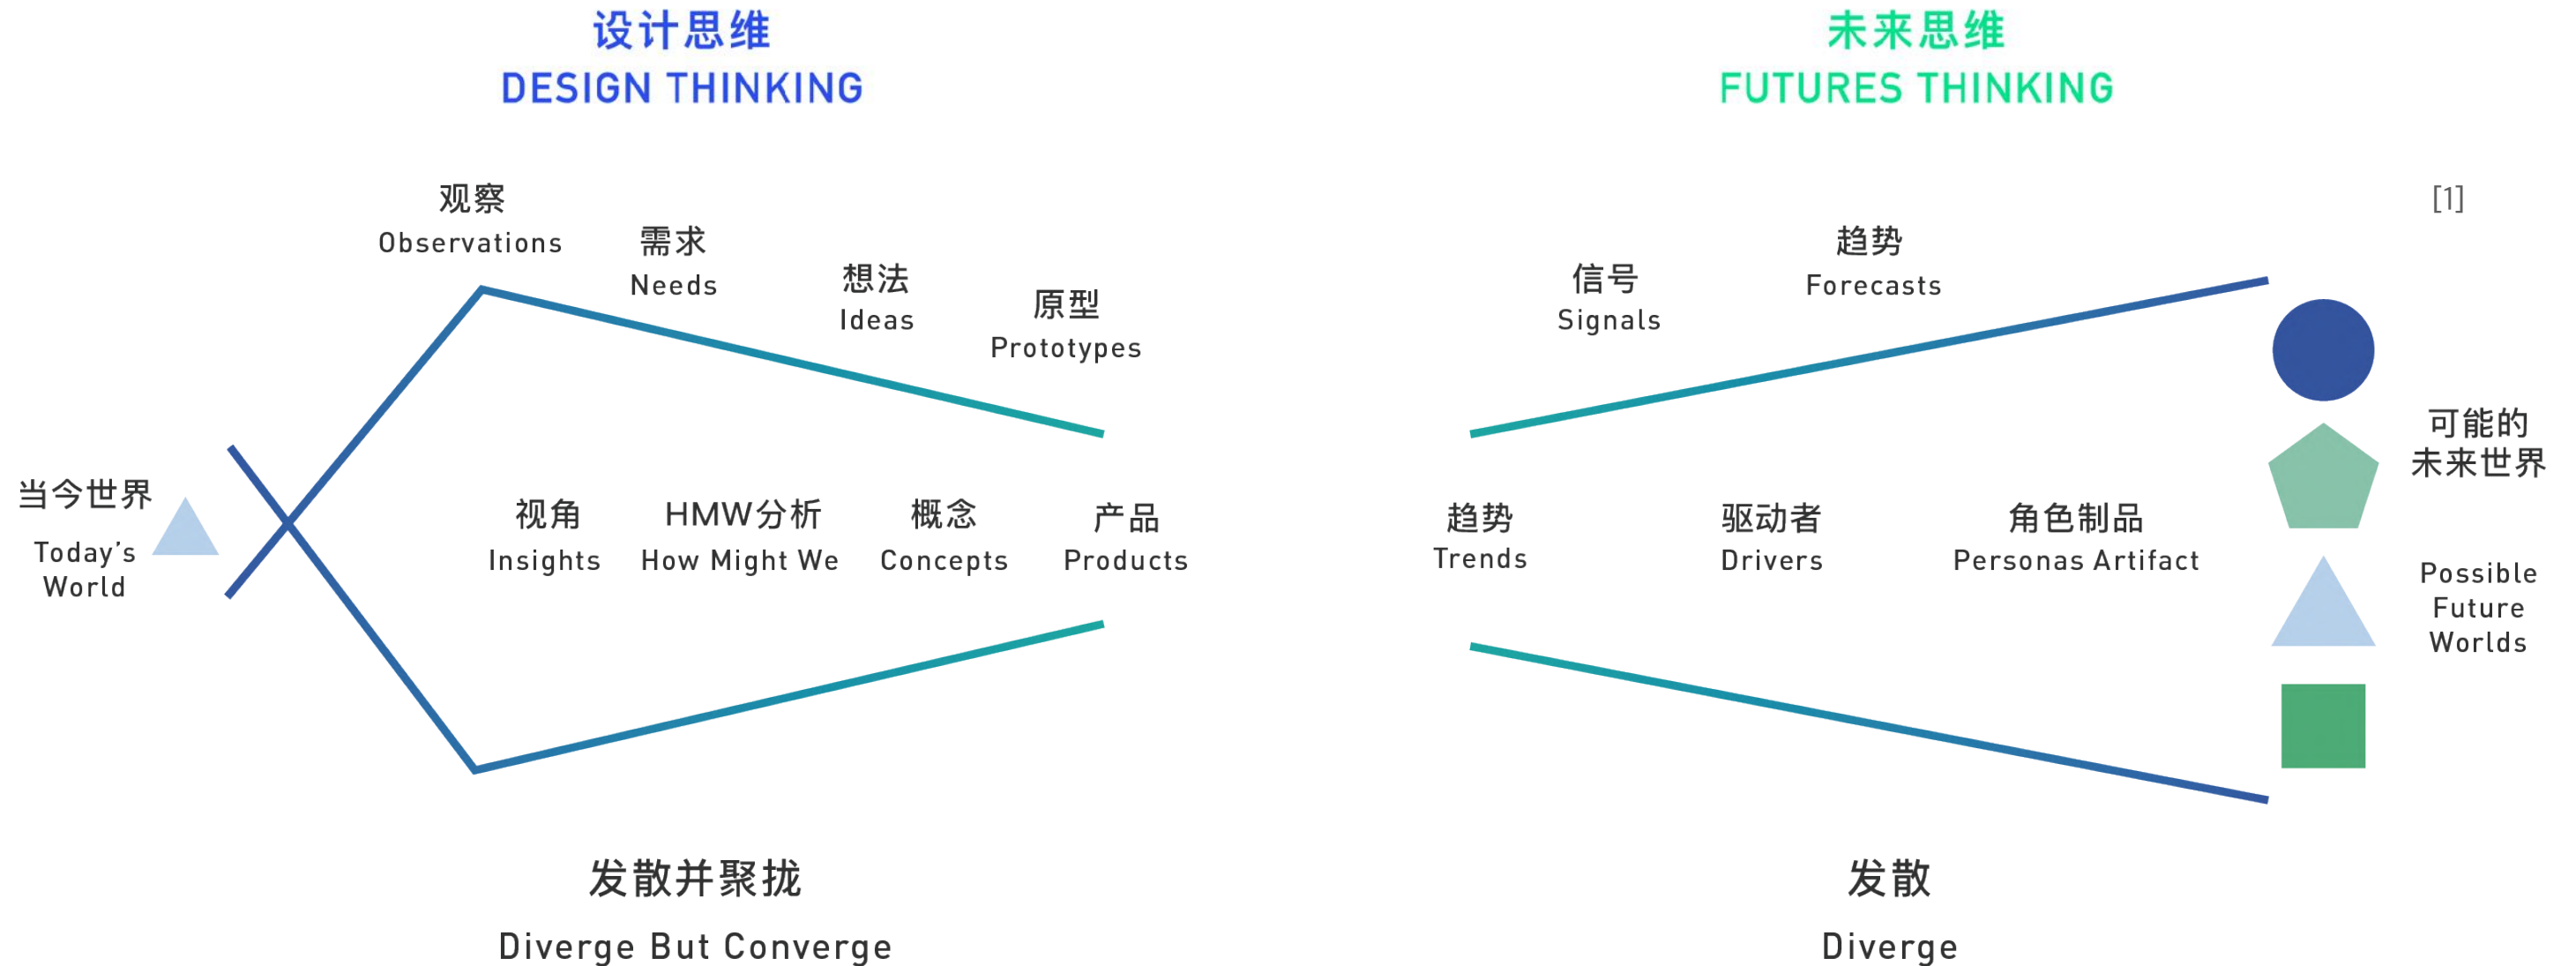 设计思维
DESIGN THINKING
观察
Observations
需求
Needs
想法
Ideas
原型
Prototypes
当今世界
Today's
World
视角
Insights
HMW分析
How Might We
概念
Concepts
产品
Products
发散并聚拢
Diverge But Converge
未来思维
FUTURES THINKING
[1]
信号
Signals
趋势
Forecasts
趋势
Trends
驱动者
Drivers
角色制品
Personas Artifact
可能的
未来世界
Possible
Future
Worlds
发散
Diverge